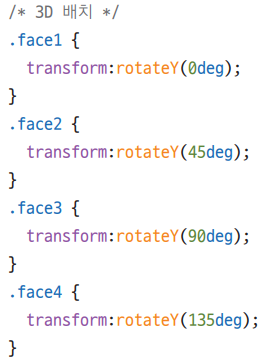 /* 3D 배치 */
.face1 {
  transform:rotateY(0deg);
}
.face2 {
  transform:rotateY(45deg);
}
.face3 {
  transform:rotateY(90deg);
}
.face4 {
  transform:rotateY(135deg);
}